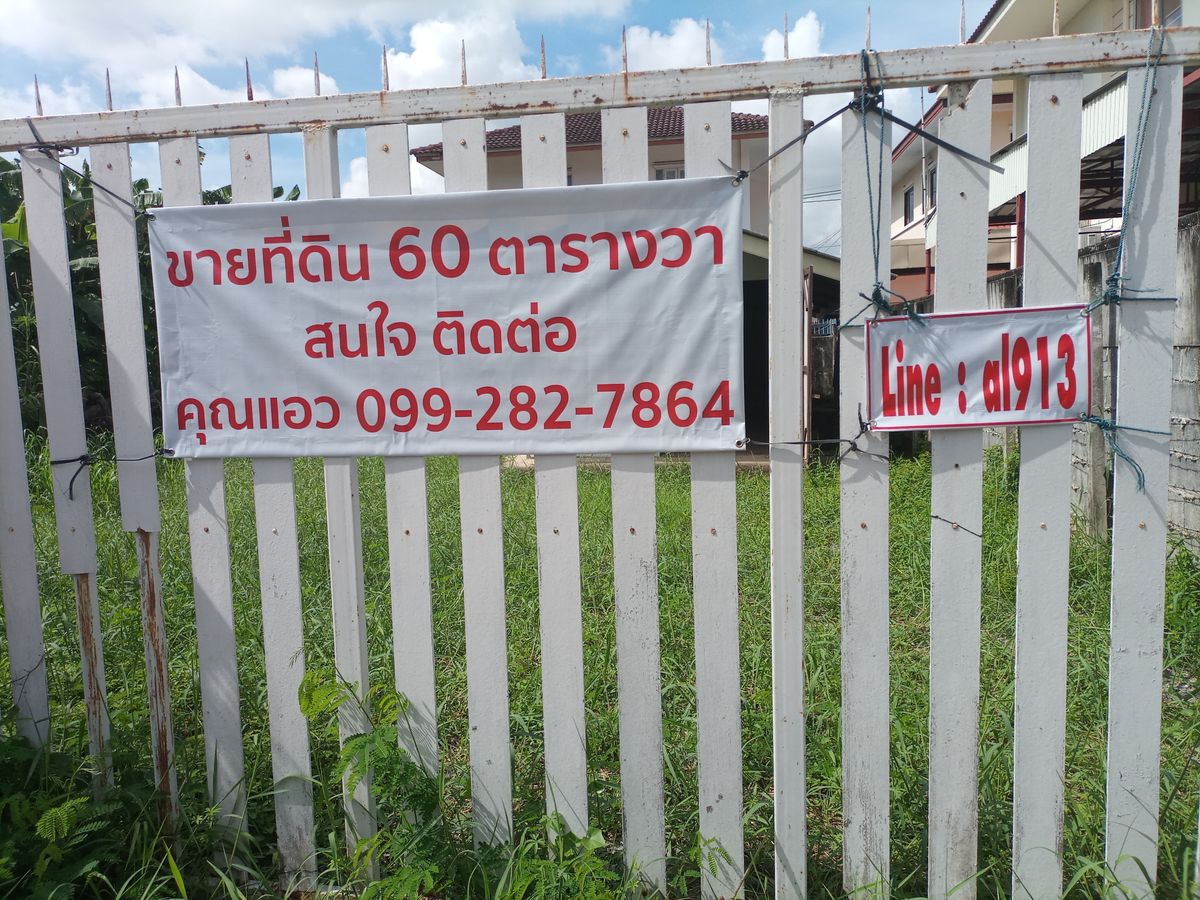 ขายที่ดิน 60 ตารางวา
สนใจ ติดต่อ
คุณแอว 099-282-7864
Line : al913